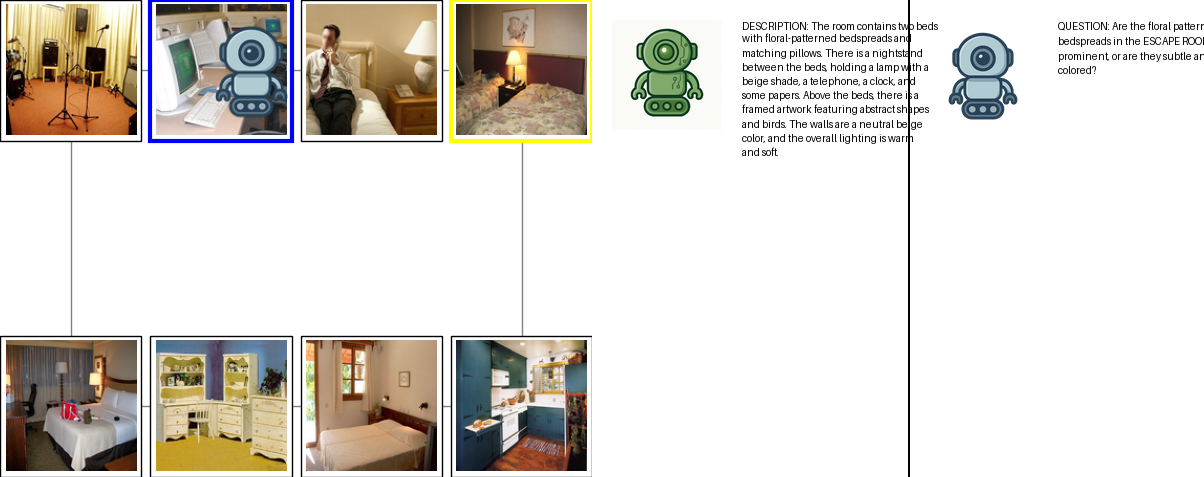 DESCRIPTION: The room contains two beds
with floral-patterned bedspreads and
matching pillows. There is a nightstand
between the beds, holding a lamp with a
beige shade, a telephone, a clock, and
some papers. Above the beds, there is a
framed artwork featuring abstract shapes
and birds. The walls are a neutral beige
color, and the overall lighting is warm
and soft.
QUESTION: Are the floral
bedspreads in the ESCAPE
prominent, or are they subtle
colored?